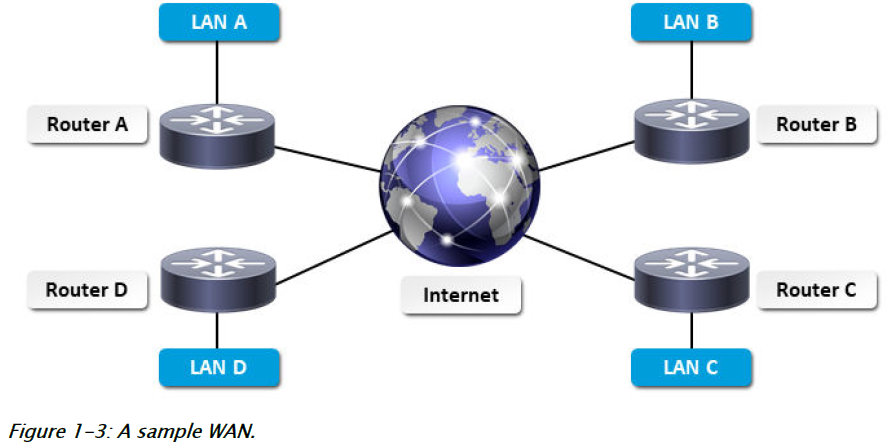 LAN A
LAN B
Router A
Router B
Router D
Internet
Router C
LAN D
LAN C
Figure 1-3: A sample WAN.